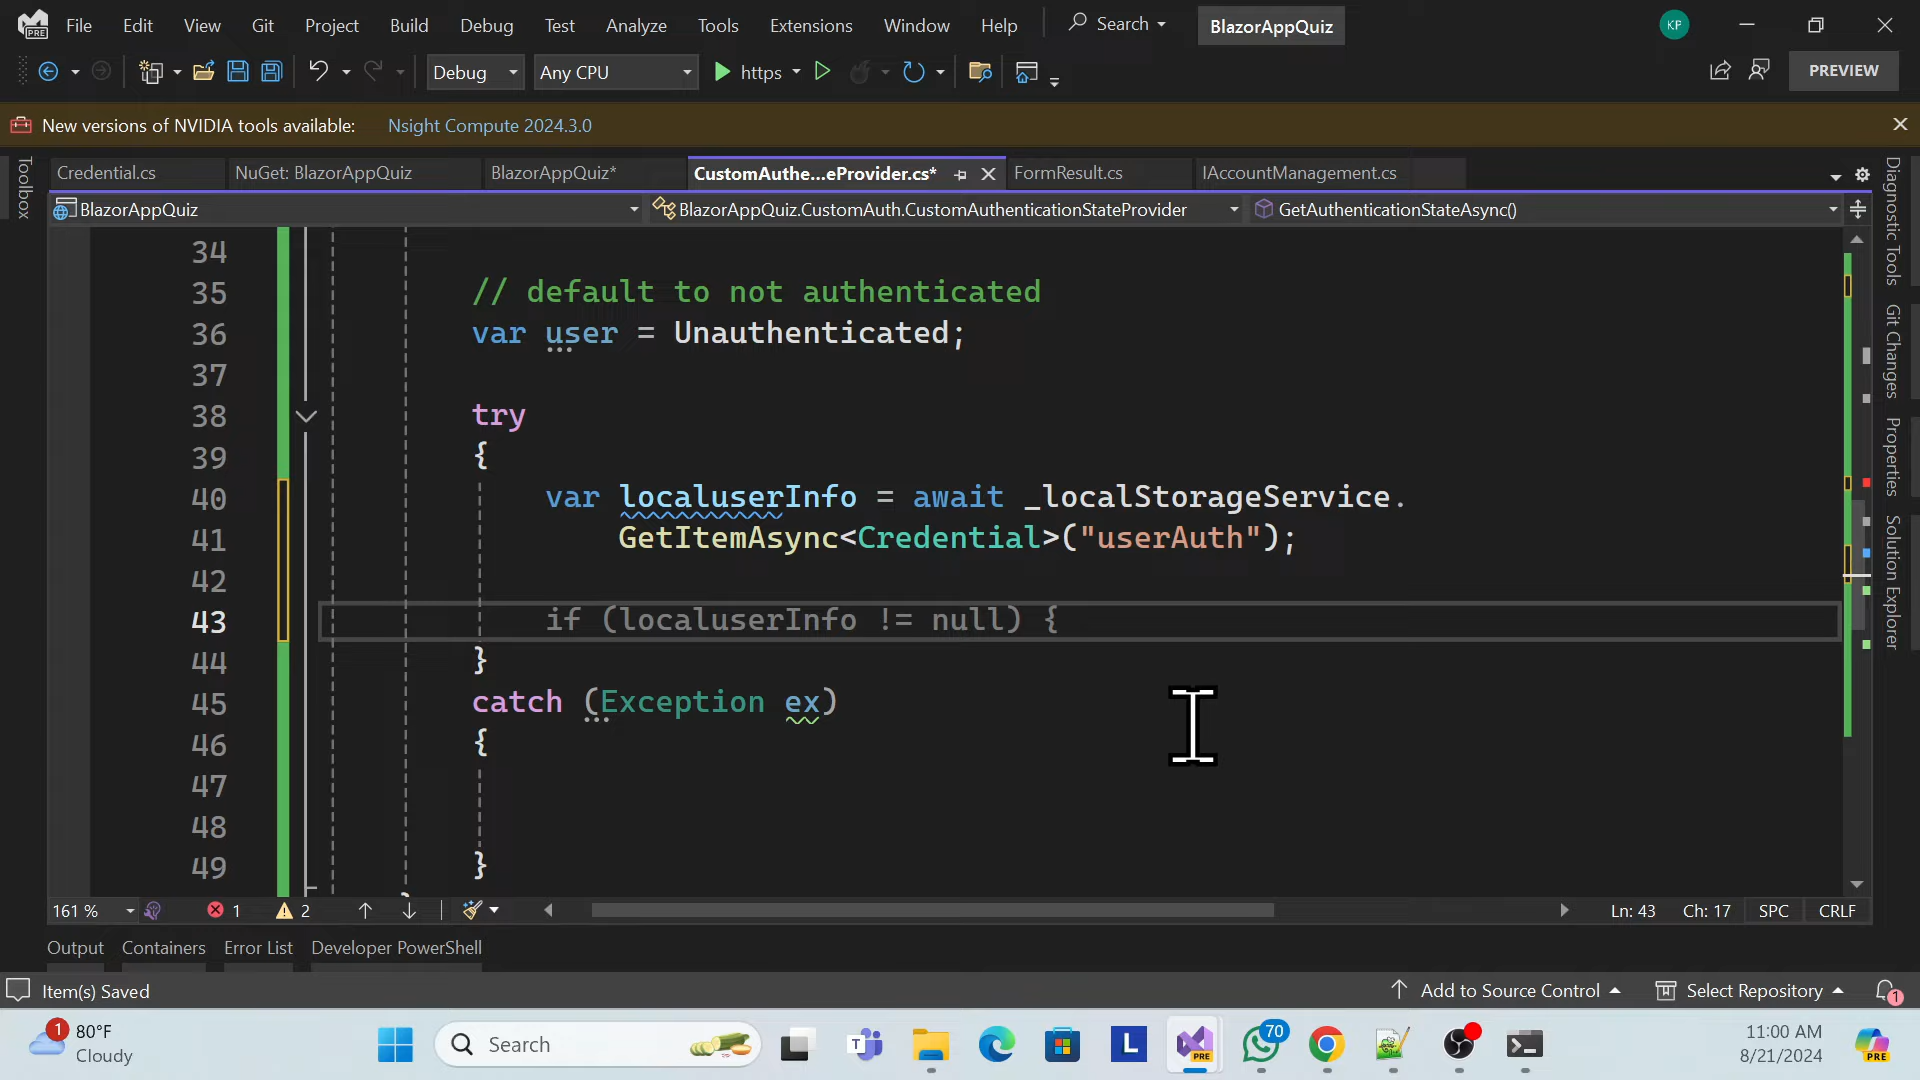 File Edit View Git Project Build Debug Test Analyze Tools Extensions Window Help Search BlazorAppQuiz KP
PRE Debug Any CPU https PREVIEW
New versions of NVIDIA tools available: Nsight Compute 2024.3.0
Toolbox
Credential.cs NuGet: BlazorAppQuiz BlazorAppQuiz* CustomAuthe...eProvider.cs* FormResult.cs IAccountManagement.cs
BlazorAppQuiz BlazorAppQuiz.CustomAuth.CustomAuthenticationStateProvider GetAuthenticationStateAsync()
34
35 // default to not authenticated
36 var user = Unauthenticated;
37
38 try
39 {
40 var localuserInfo = await _localStorageService.
41 GetItemAsync<Credential>("userAuth");
42
43 if (localuserInfo != null) {
44 }
45 catch (Exception ex)
46 {
47
48
49 }
Diagnostic Tools
Git Changes
Properties
Solution Explorer
161 % 1 2 Ln: 43 Ch: 17 SPC CRLF
Output Containers Error List Developer PowerShell
Item(s) Saved Add to Source Control Select Repository 1
1 80°F
Cloudy
Search T L PRE 70 PRE
11:00 AM
8/21/2024